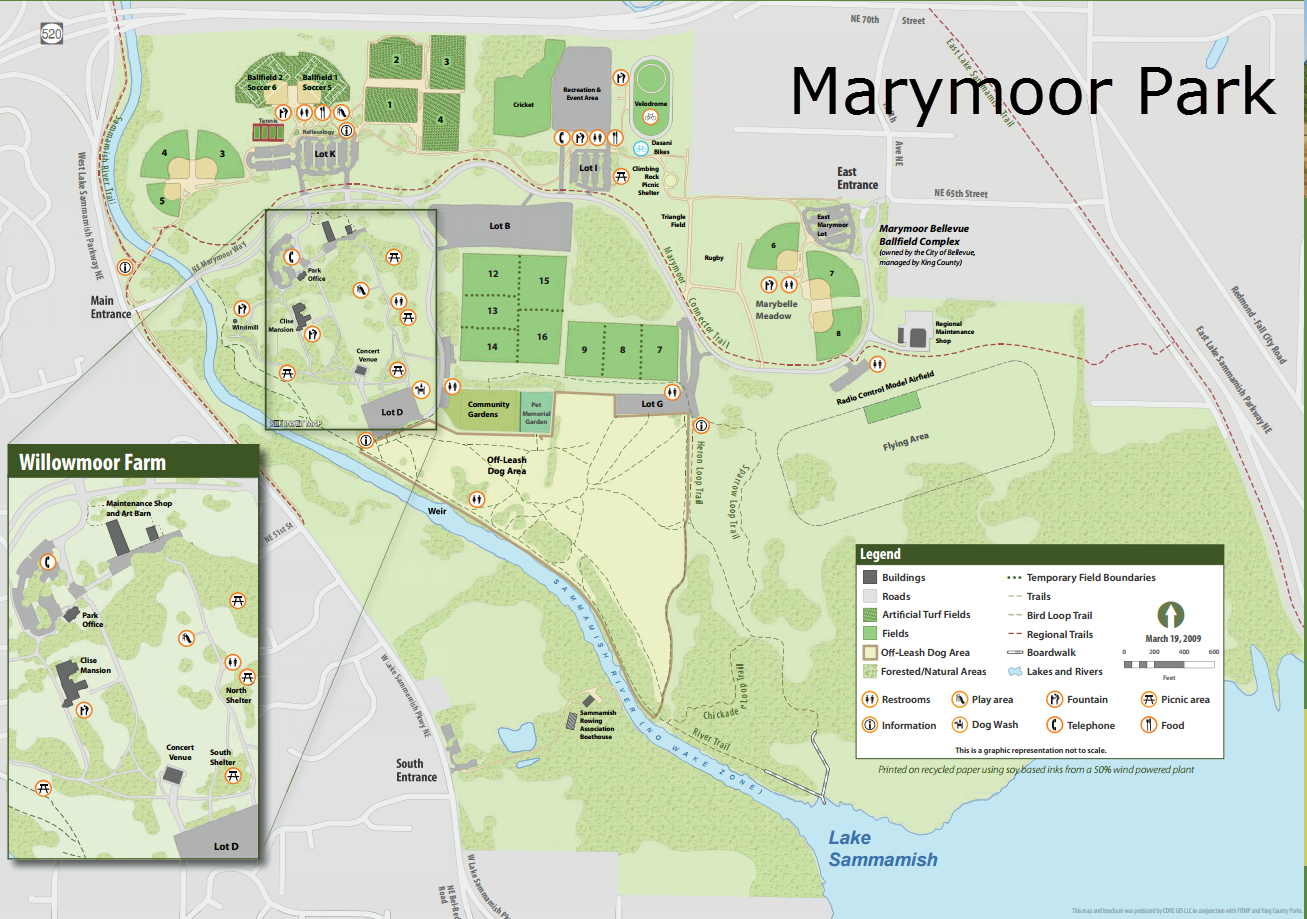 Marymoor Park
520
NE 70th Street
East Lake Sammamish Trail
Ave NE
NE 65th Street
East
Entrance
West Lake Sammamish Parkway NE
Sammamish River Trail
Ballfield 2
Soccer 6
Ballfield 1
Soccer 5
2
3
1
4
Tennis
Reflexology
Lot K
4
3
5
Cricket
Recreation &
Event Area
Velodrome
Dasani
Bikes
Lot I
Climbing
Rock
Picnic
Shelter
Triangle
Field
Rugby
East
Marymoor
Lot
Marymoor Bellevue
Ballfield Complex
(owned by the City of Bellevue,
managed by King County)
6
7
8
Marybelle
Meadow
Regional
Maintenance
Shop
Marymoor Connector Trail
Lot B
12
15
13
16
14
9
8
7
NE Marymoor Way
Main
Entrance
Park
Office
Windmill
Clise
Mansion
Concert
Venue
Lot D
SEE INSET MAP
Community
Gardens
Pet
Memorial
Garden
Lot G
Radio Control Model Airfield
Flying Area
Redmond - Fall City Road
East Lake Sammamish Parkway NE
Off-Leash
Dog Area
Heron Loop Trail
Sparrow Loop Trail
Weir
NE 51st St
Willowmoor Farm
Maintenance Shop
and Art Barn
Park
Office
Clise
Mansion
North
Shelter
Concert
Venue
South
Shelter
Lot D
SAMMAMISH RIVER (NO WAKE ZONE)
W Lake Sammamish Pkwy NE
Sammamish
Rowing
Association
Boathouse
South
Entrance
Chickadee
Loop Trail
River Trail
Lake
Sammamish
Legend
Buildings
Roads
Artificial Turf Fields
Fields
Off-Leash Dog Area
Forested/Natural Areas
Temporary Field Boundaries
Trails
Bird Loop Trail
Regional Trails
Boardwalk
Lakes and Rivers
March 19, 2009
0 200 400 600
Feet
Restrooms
Play area
Fountain
Picnic area
Information
Dog Wash
Telephone
Food
This is a graphic representation not to scale.
Printed on recycled paper using soy based inks from a 50% wind powered plant
This map and brochure was produced by CORE GIS LLC in conjunction with FOMP and King County Parks.